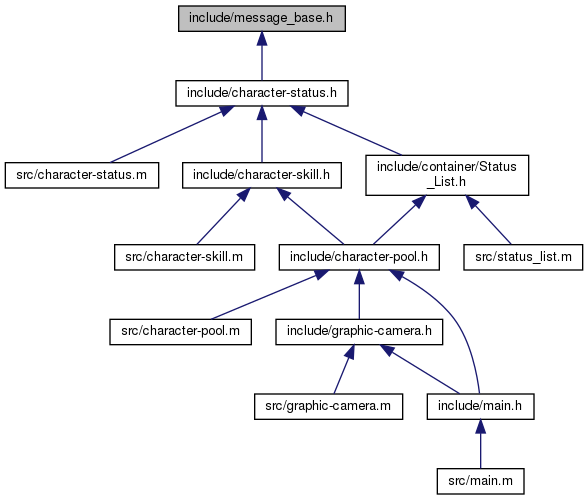 include/message_base.h
include/character-status.h
src/character-status.m
include/character-skill.h
include/container/Status
_List.h
src/character-skill.m
include/character-pool.h
src/status_list.m
src/character-pool.m
include/graphic-camera.h
src/graphic-camera.m
include/main.h
src/main.m